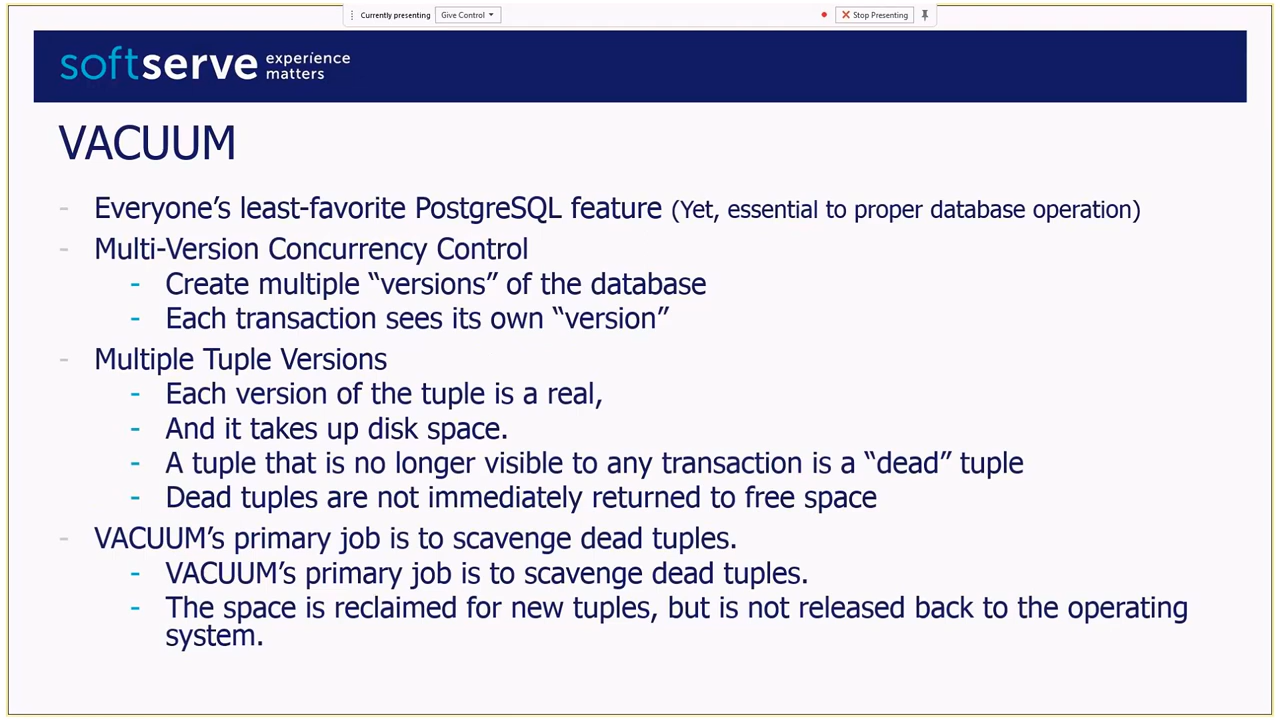 Currently presenting Give Control Stop Presenting
softserve experience matters
VACUUM
- Everyone's least-favorite PostgreSQL feature (Yet, essential to proper database operation)
- Multi-Version Concurrency Control
- Create multiple “versions” of the database
- Each transaction sees its own “version”
- Multiple Tuple Versions
- Each version of the tuple is a real,
- And it takes up disk space.
- A tuple that is no longer visible to any transaction is a “dead” tuple
- Dead tuples are not immediately returned to free space
- VACUUM's primary job is to scavenge dead tuples.
- VACUUM's primary job is to scavenge dead tuples.
- The space is reclaimed for new tuples, but is not released back to the operating
system.